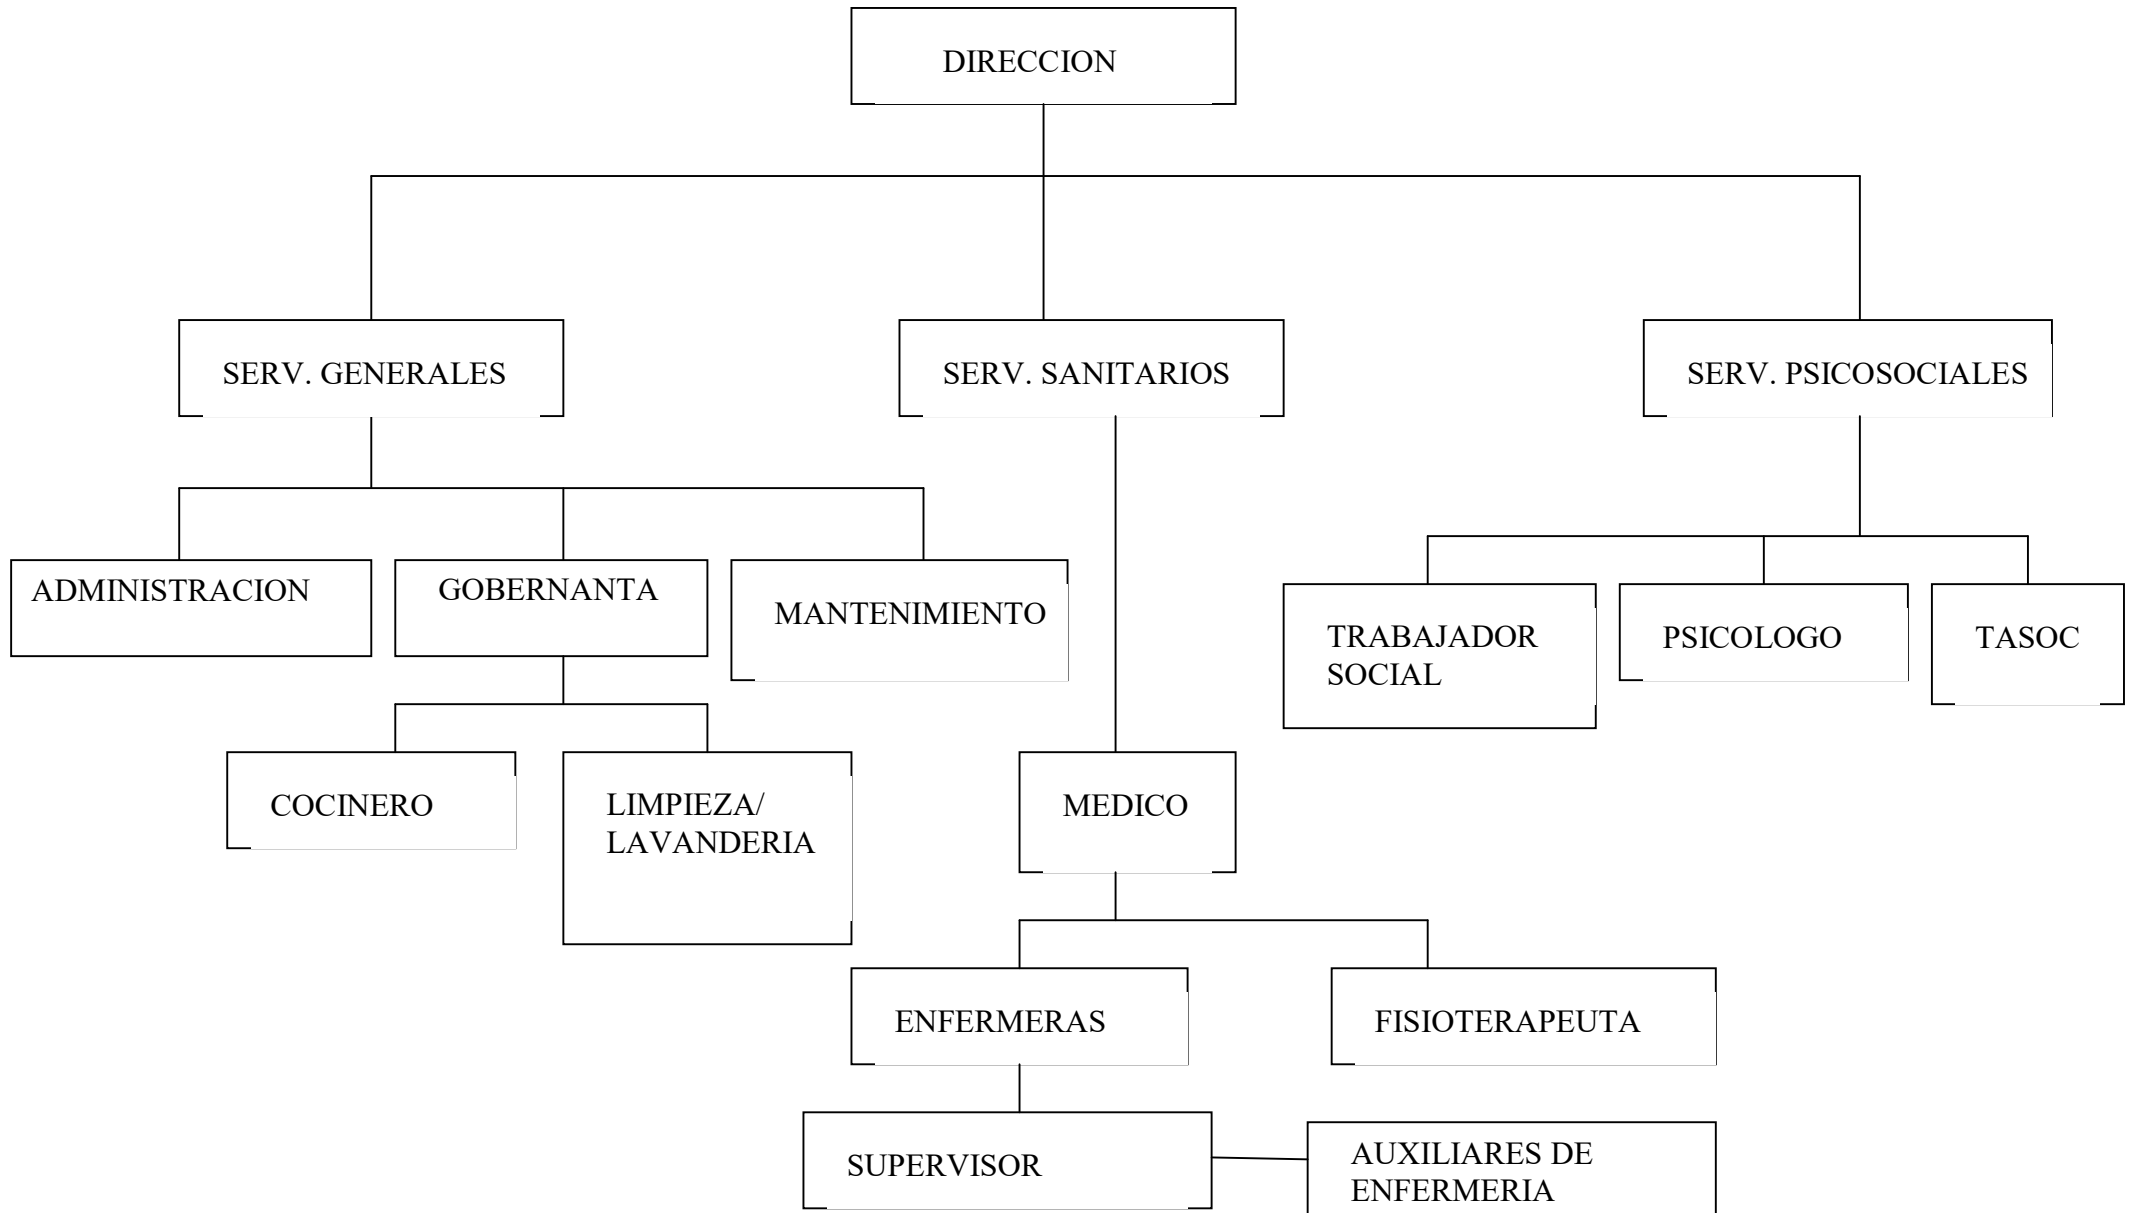 DIRECCION
SERV. GENERALES
SERV. SANITARIOS
SERV. PSICOSOCIALES
ADMINISTRACION
GOBERNANTA
MANTENIMIENTO
TRABAJADOR
SOCIAL
PSICOLOGO
TASOC
COCINERO
LIMPIEZA/
LAVANDERIA
MEDICO
ENFERMERAS
FISIOTERAPEUTA
SUPERVISOR
AUXILIARES DE
ENFERMERIA